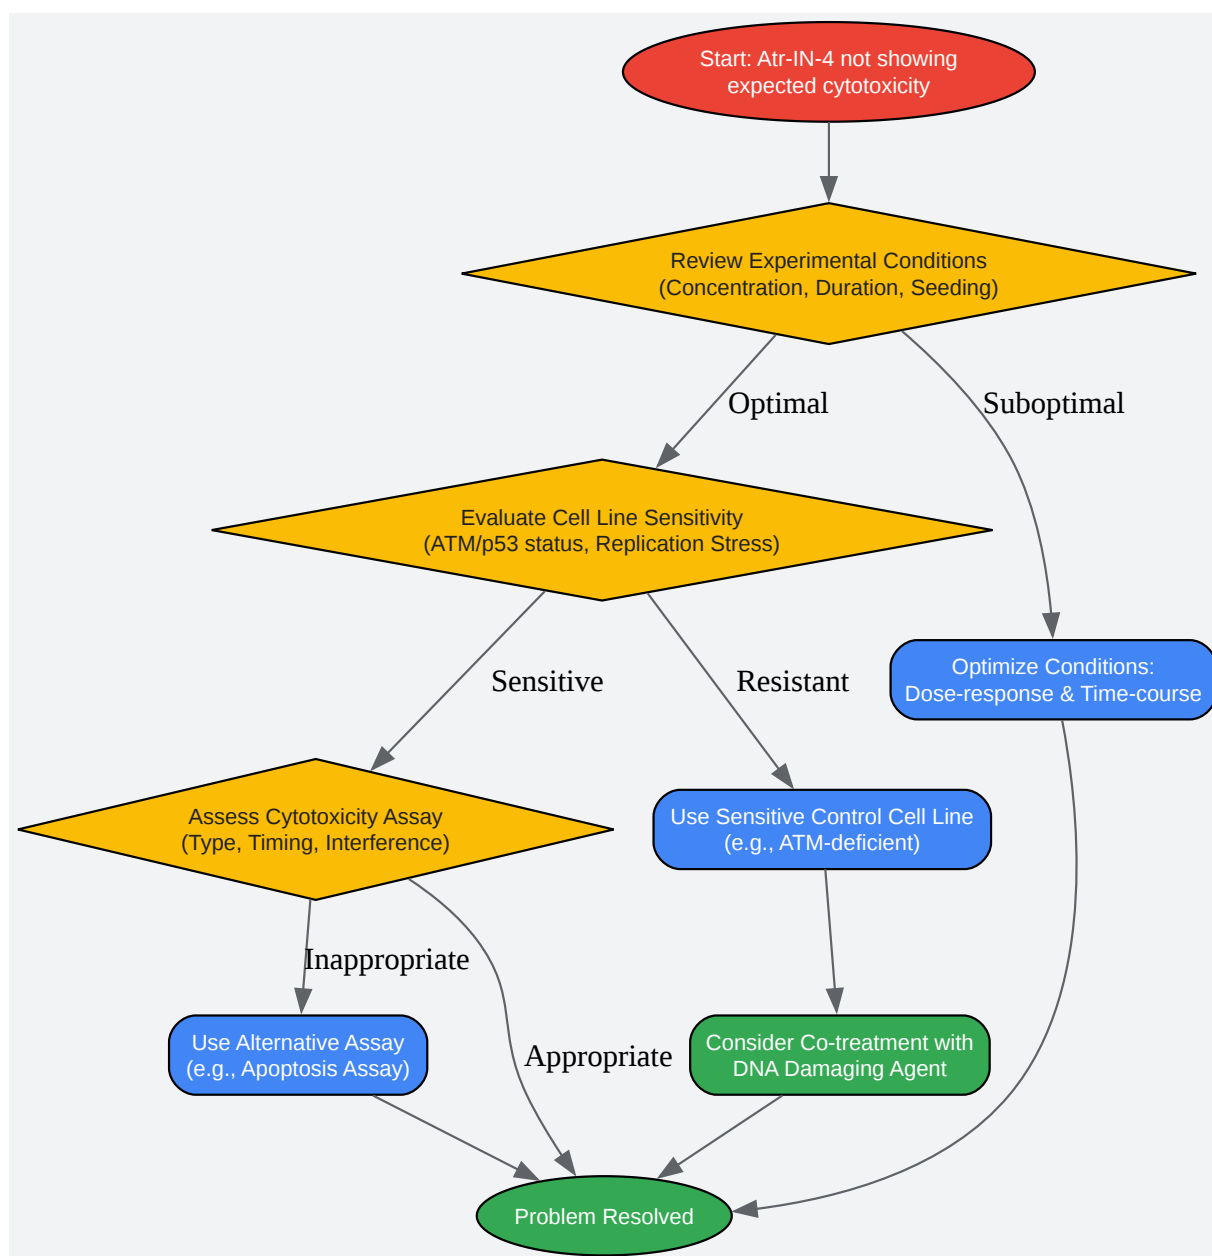 Start: Atr-IN-4 not showing
expected cytotoxicity
Review Experimental Conditions
(Concentration, Duration, Seeding)
Optimal
Suboptimal
Evaluate Cell Line Sensitivity
(ATM/p53 status, Replication Stress)
Sensitive
Resistant
Optimize Conditions:
Dose-response & Time-course
Assess Cytotoxicity Assay
(Type, Timing, Interference)
Use Sensitive Control Cell Line
(e.g., ATM-deficient)
Inappropriate
Appropriate
Use Alternative Assay
(e.g., Apoptosis Assay)
Consider Co-treatment with
DNA Damaging Agent
Problem Resolved